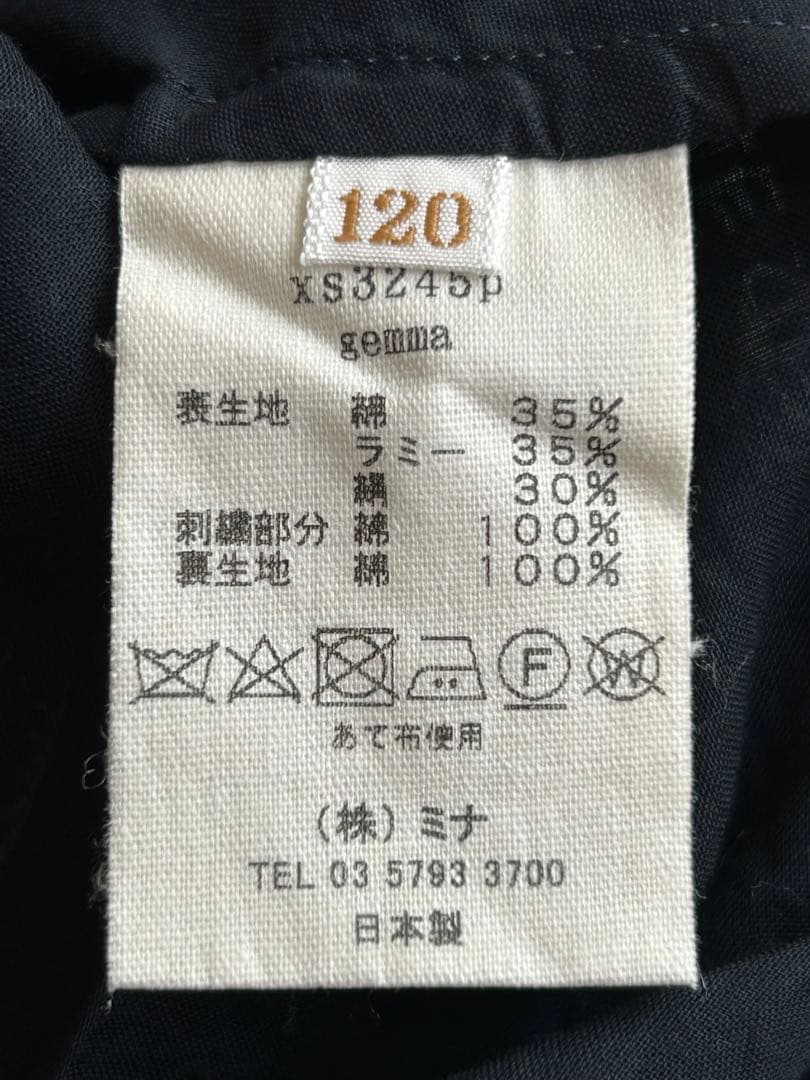 120
xs3245p
gemma
表生地 綿 35%
ラミー 35%
絹 30%
刺繍部分 綿 100%
裏生地 綿 100%
F W
あて布使用
(株)ミナ
TEL 03 5793 3700
日本製